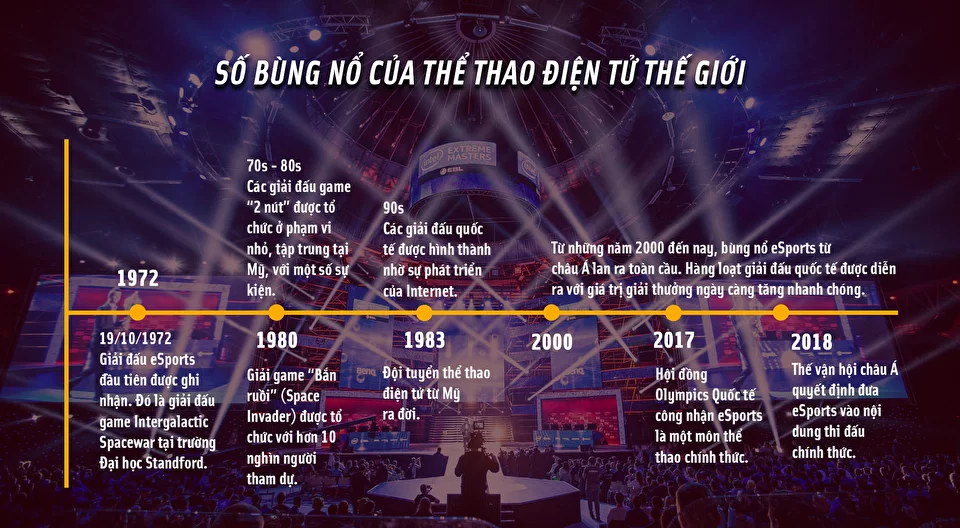 SỐ BÙNG NỔ CỦA THỂ THAO ĐIỆN TỬ THẾ GIỚI
intel EXTREME
MASTERS
ESL
70s - 80s
Các giải đấu game
“2 nút” được tổ
chức ở phạm vi
nhỏ, tập trung tại
Mỹ, với một số sự
kiện.
90s
Các giải đấu quốc
tế được hình thành
nhờ sự phát triển
của Internet.
Từ những năm 2000 đến nay, bùng nổ eSports từ
châu Á lan ra toàn cầu. Hàng loạt giải đấu quốc tế được diễn
ra với giá trị giải thưởng ngày càng tăng nhanh chóng.
1972
19/10/1972
Giải đấu eSports
đầu tiên được ghi
nhận. Đó là giải đấu
game Intergalactic
Spacewar tại trường
Đại học Standford.
1980
Giải game “Bắn
ruồi” (Space
Invader) được tổ
chức với hơn 10
nghìn người
tham dự.
1983
Đội tuyển thể thao
điện tử từ Mỹ
ra đời.
2000
2017
Hội đồng
Olympics Quốc tế
công nhận eSports
là một môn thể
thao chính thức.
2018
Thế vận hội châu Á
quyết định đưa
eSports vào nội
dung thi đấu
chính thức.
BenQ
BenQ